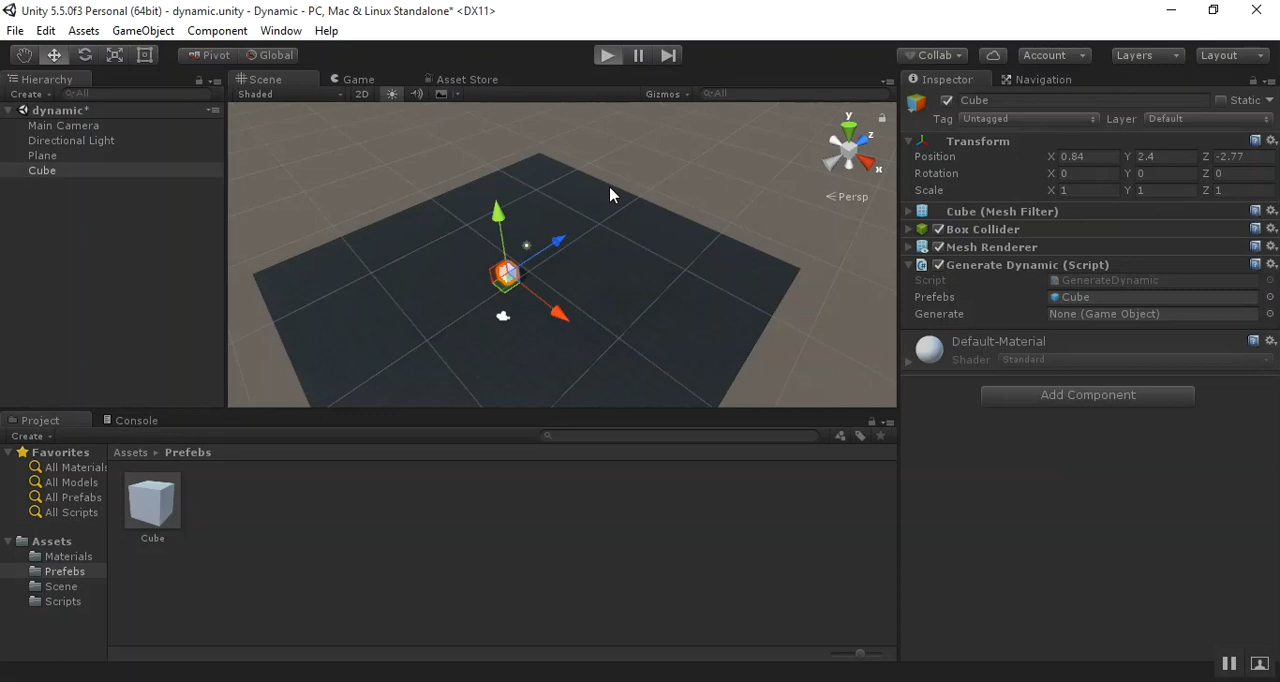 Unity 5.5.0f3 Personal (64bit) - dynamic.unity - Dynamic - PC, Mac & Linux Standalone* <DX11>
File Edit Assets GameObject Component Window Help
Pivot Global Collab Account Layers Layout
Hierarchy Scene Game Asset Store Inspector Navigation
Create All Shaded 2D Gizmos All Cube Static
dynamic* Tag Untagged Layer Default
Main Camera
Directional Light
Plane
Cube
y
z
x
Persp
Transform
Position X 0.84 Y 2.4 Z -2.77
Rotation X 0 Y 0 Z 0
Scale X 1 Y 1 Z 1
Cube (Mesh Filter)
Box Collider
Mesh Renderer
Generate Dynamic (Script)
Script GenerateDynamic
Prefebs Cube
Generate None (Game Object)
Default-Material
Shader Standard
Add Component
Project Console
Create
Favorites Assets Prefebs
All Materials
All Models
All Prefabs
All Scripts
Cube
Assets
Materials
Prefebs
Scene
Scripts